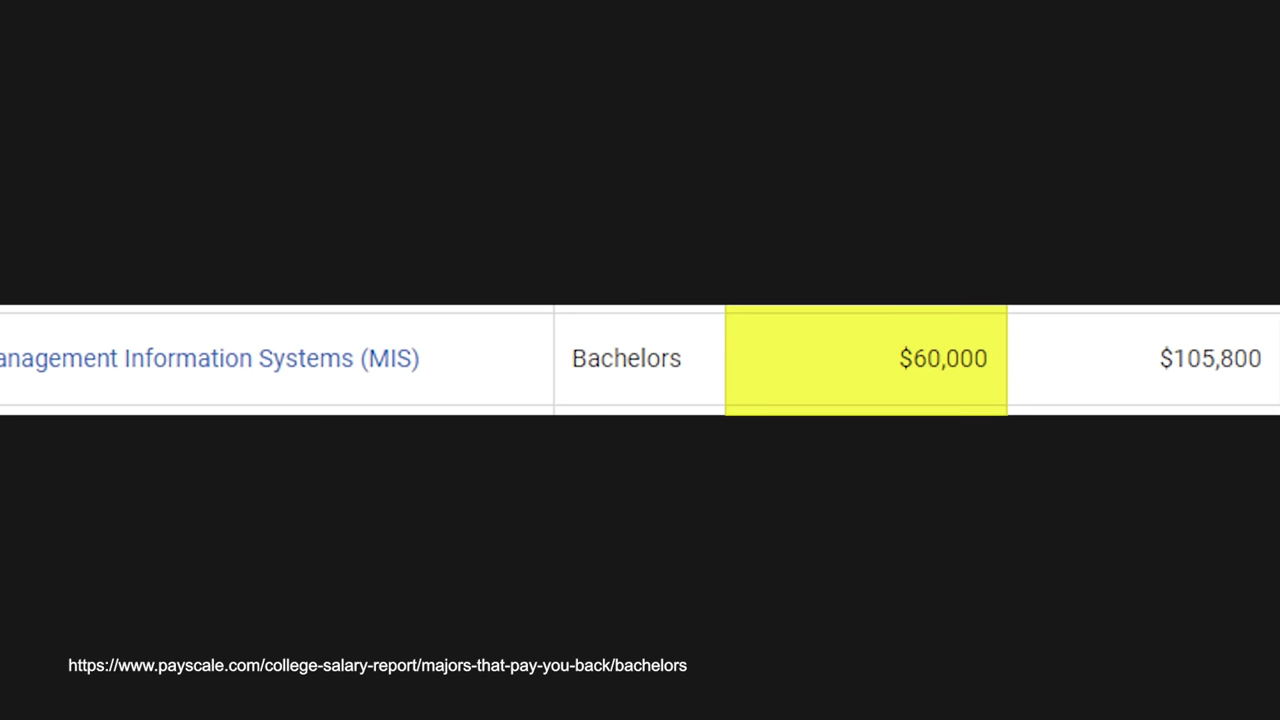 anagement Information Systems (MIS) Bachelors $60,000 $105,800
https://www.payscale.com/college-salary-report/majors-that-pay-you-back/bachelors